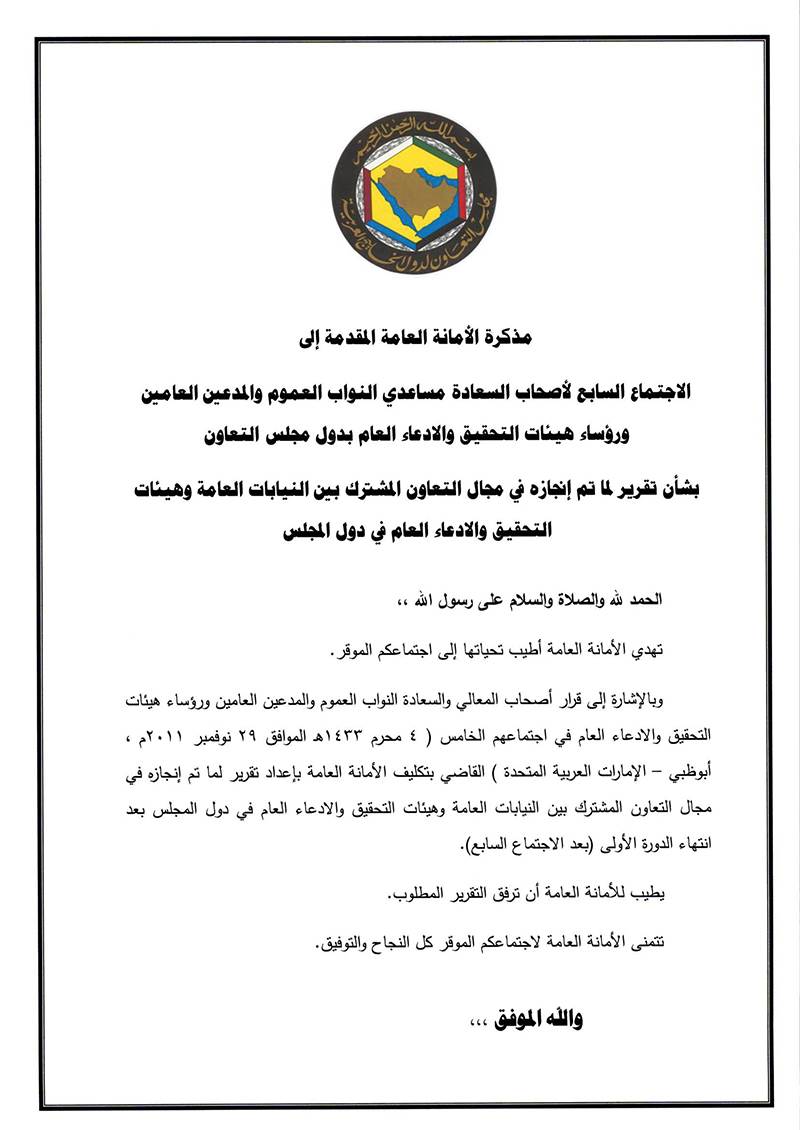 بسم الله الرحمن الرحيم
مجلس التعاون لدول الخليج العربية
مذكرة الأمانة العامة المقدمة إلى
الاجتماع السابع لأصحاب السعادة مساعدي النواب العموم والمدعين العامين
ورؤساء هيئات التحقيق والادعاء العام بدول مجلس التعاون
بشأن تقرير لما تم إنجازه في مجال التعاون المشترك بين النيابات العامة وهيئات
التحقيق والادعاء العام في دول المجلس
الحمد لله والصلاة والسلام على رسول الله ،،
تهدي الأمانة العامة أطيب تحياتها إلى اجتماعكم الموقر.
وبالإشارة إلى قرار أصحاب المعالي والسعادة النواب العموم والمدعين العامين ورؤساء هيئات
التحقيق والادعاء العام في اجتماعهم الخامس ( ٤ محرم ١٤٣٣هـ الموافق ٢٩ نوفمبر ٢٠١١م ،
أبوظبي – الإمارات العربية المتحدة ) القاضي بتكليف الأمانة العامة بإعداد تقرير لما تم إنجازه في
مجال التعاون المشترك بين النيابات العامة وهيئات التحقيق والادعاء العام في دول المجلس بعد
انتهاء الدورة الأولى (بعد الاجتماع السابع).
يطيب للأمانة العامة أن ترفق التقرير المطلوب.
تتمنى الأمانة العامة لاجتماعكم الموقر كل النجاح والتوفيق.
والله الموفق ،،،